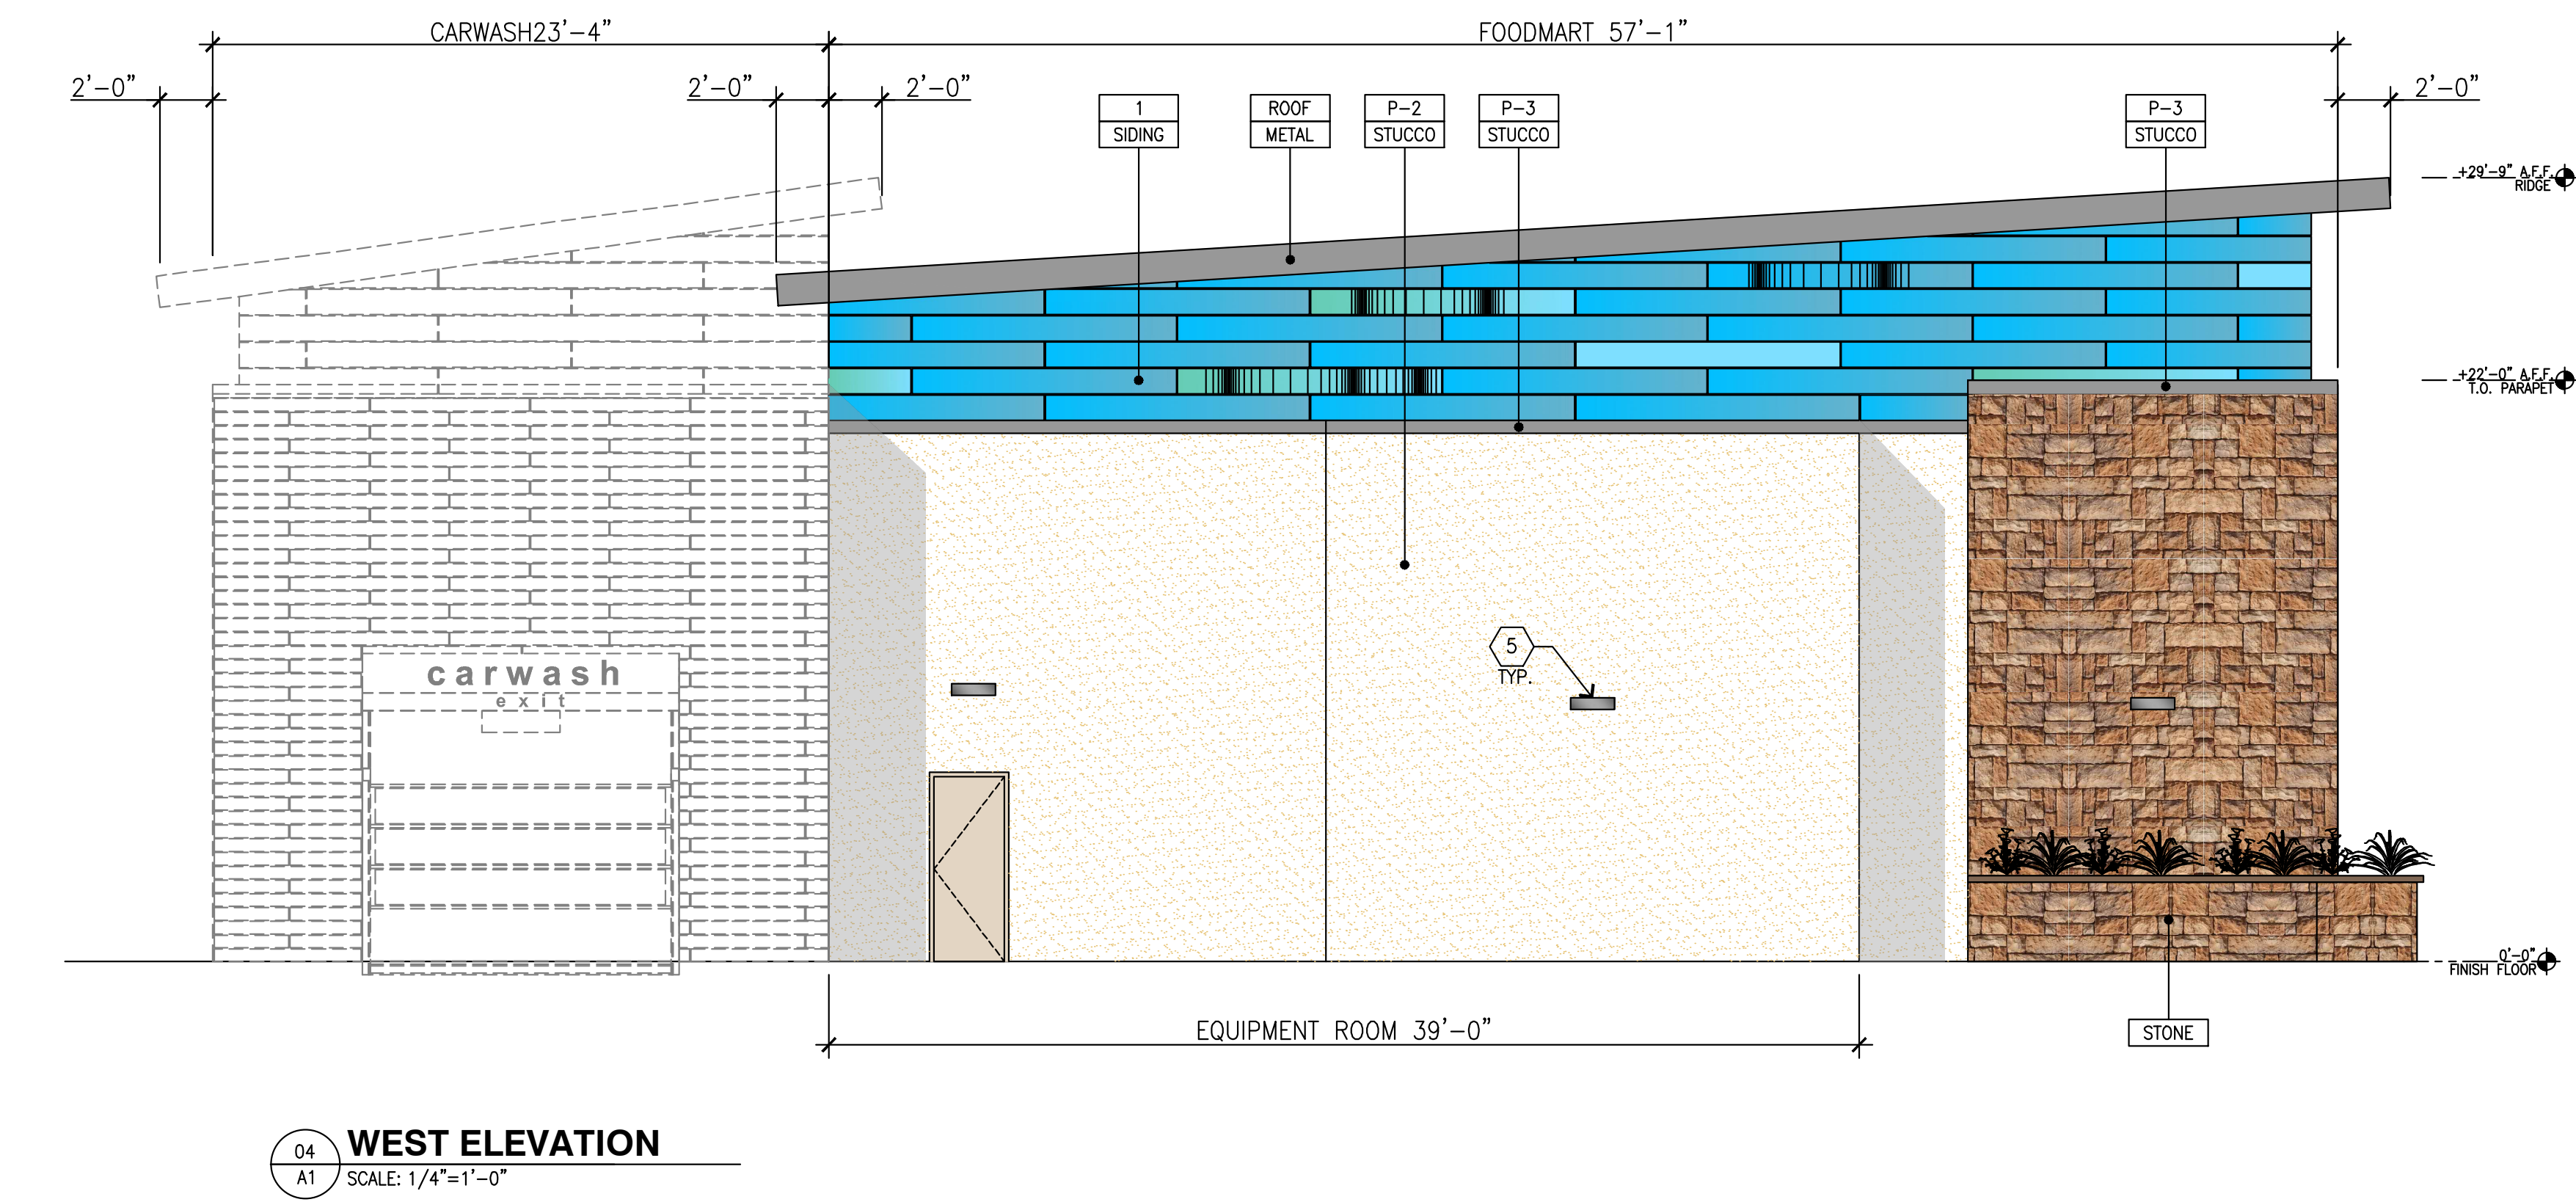 CARWASH23'-4"
FOODMART 57'-1"
2'-0"
2'-0"
2'-0"
2'-0"
1
SIDING
ROOF
METAL
P-2
STUCCO
P-3
STUCCO
P-3
STUCCO
+29'-9" A.F.F.
RIDGE
+22'-0" A.F.F.
T.O. PARAPET
5
TYP.
carwash
exit
0'-0"
FINISH FLOOR
EQUIPMENT ROOM 39'-0"
STONE
04
A1
WEST ELEVATION
SCALE: 1/4"=1'-0"